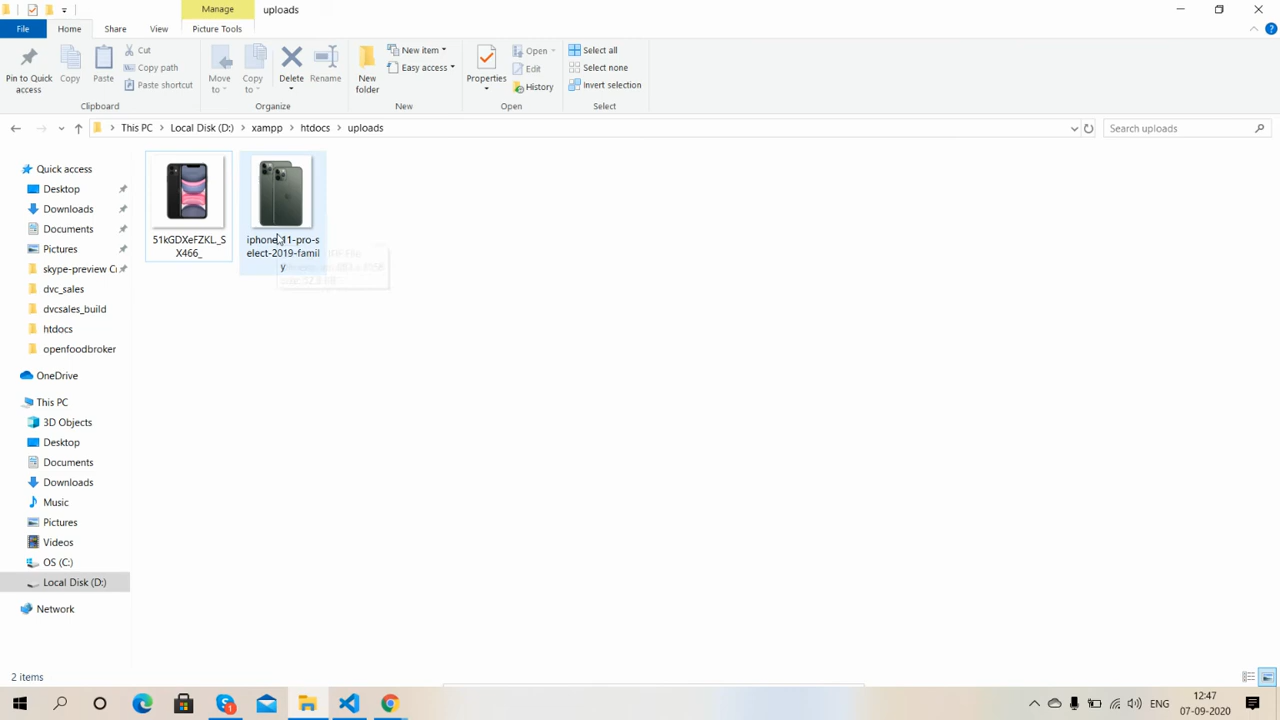 Manage
uploads
File
Home
Share
View
Picture Tools
Pin to Quick
access
Copy
Paste
Cut
Copy path
Paste shortcut
Clipboard
Move
to
Copy
to
Delete
Rename
Organize
New
folder
New item
Easy access
New
Properties
Open
Edit
History
Open
Select all
Select none
Invert selection
Select
This PC
Local Disk (D:)
xampp
htdocs
uploads
Search uploads
Quick access
Desktop
Downloads
Documents
Pictures
skype-preview Cu
dvc_sales
dvcsales_build
htdocs
openfoodbroker
OneDrive
This PC
3D Objects
Desktop
Documents
Downloads
Music
Pictures
Videos
OS (C:)
Local Disk (D:)
Network
51kGDXeFZKL._S
X466_
iphone-11-pro-s
elect-2019-famil
y
2 items
ENG
12:47
07-09-2020